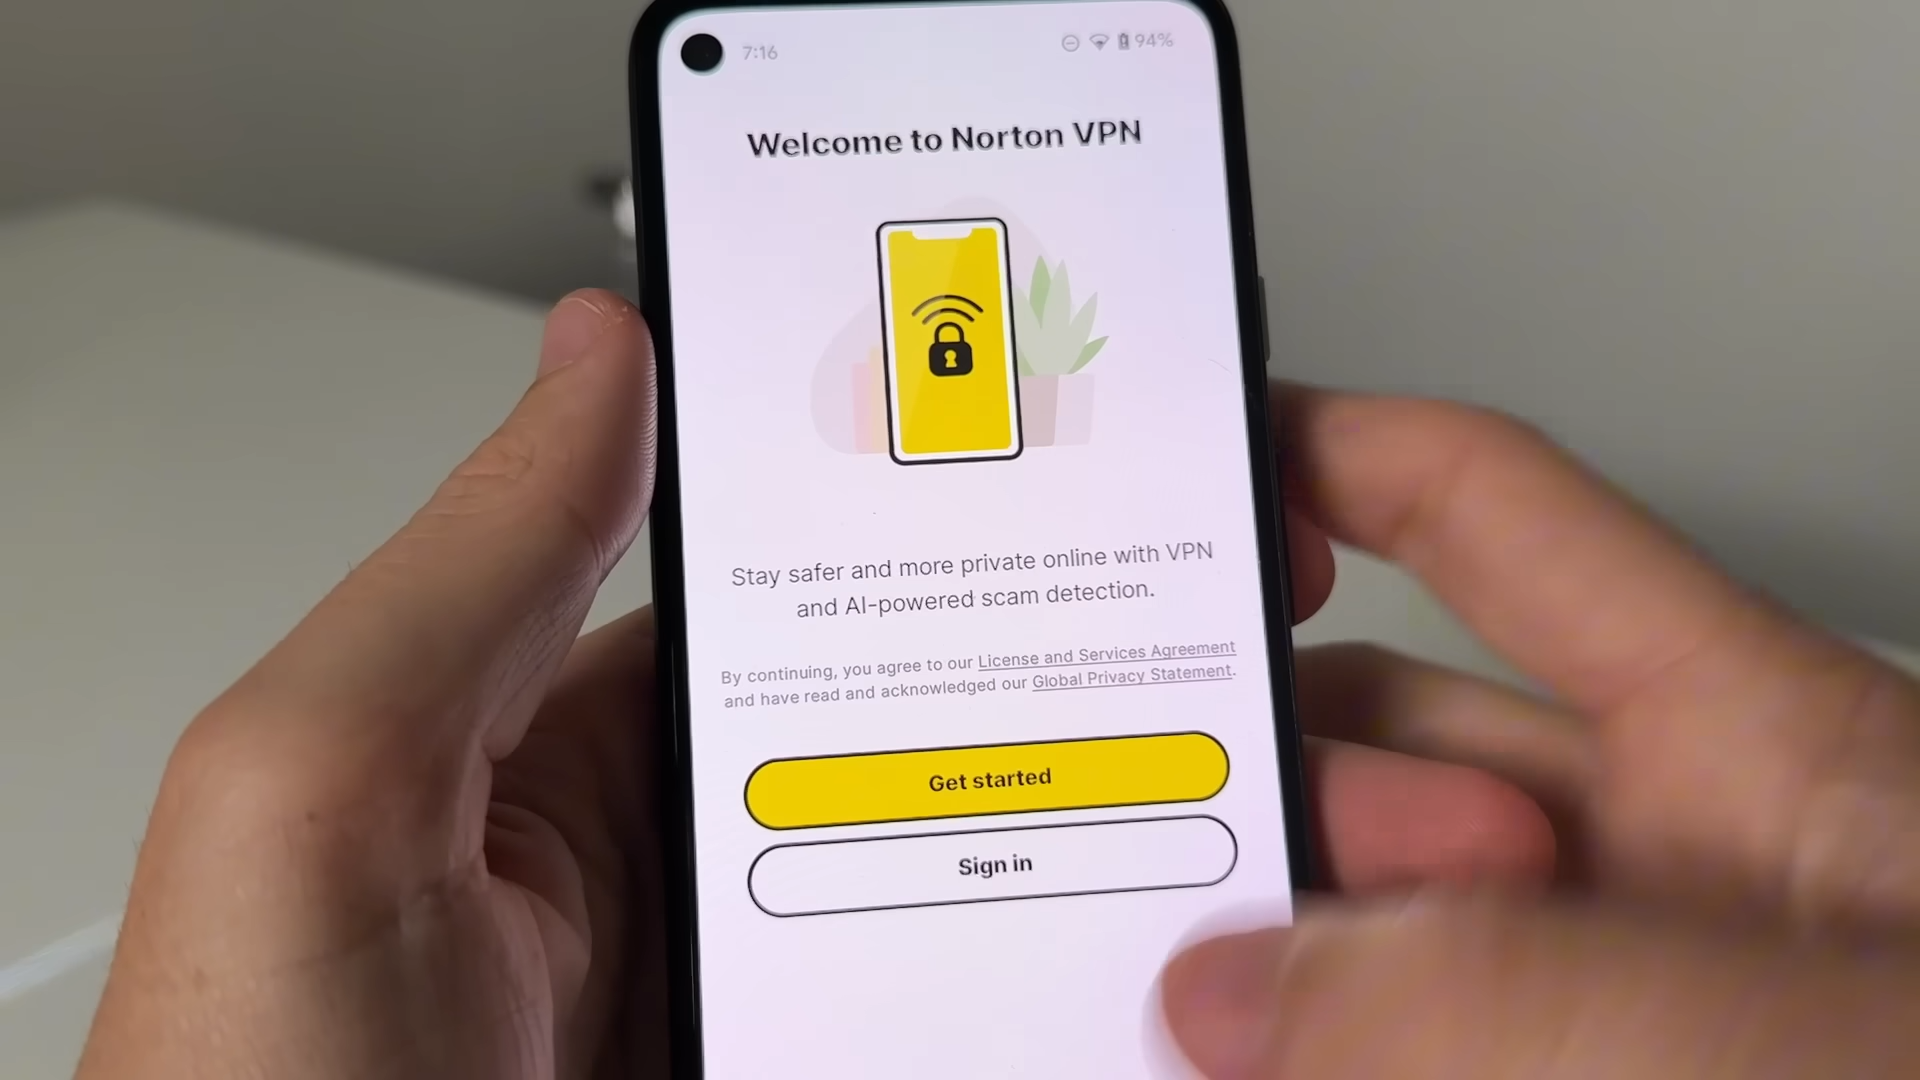 7:16
94%
Welcome to Norton VPN
Stay safer and more private online with VPN
and AI-powered scam detection.
By continuing, you agree to our License and Services Agreement
and have read and acknowledged our Global Privacy Statement.
Get started
Sign in